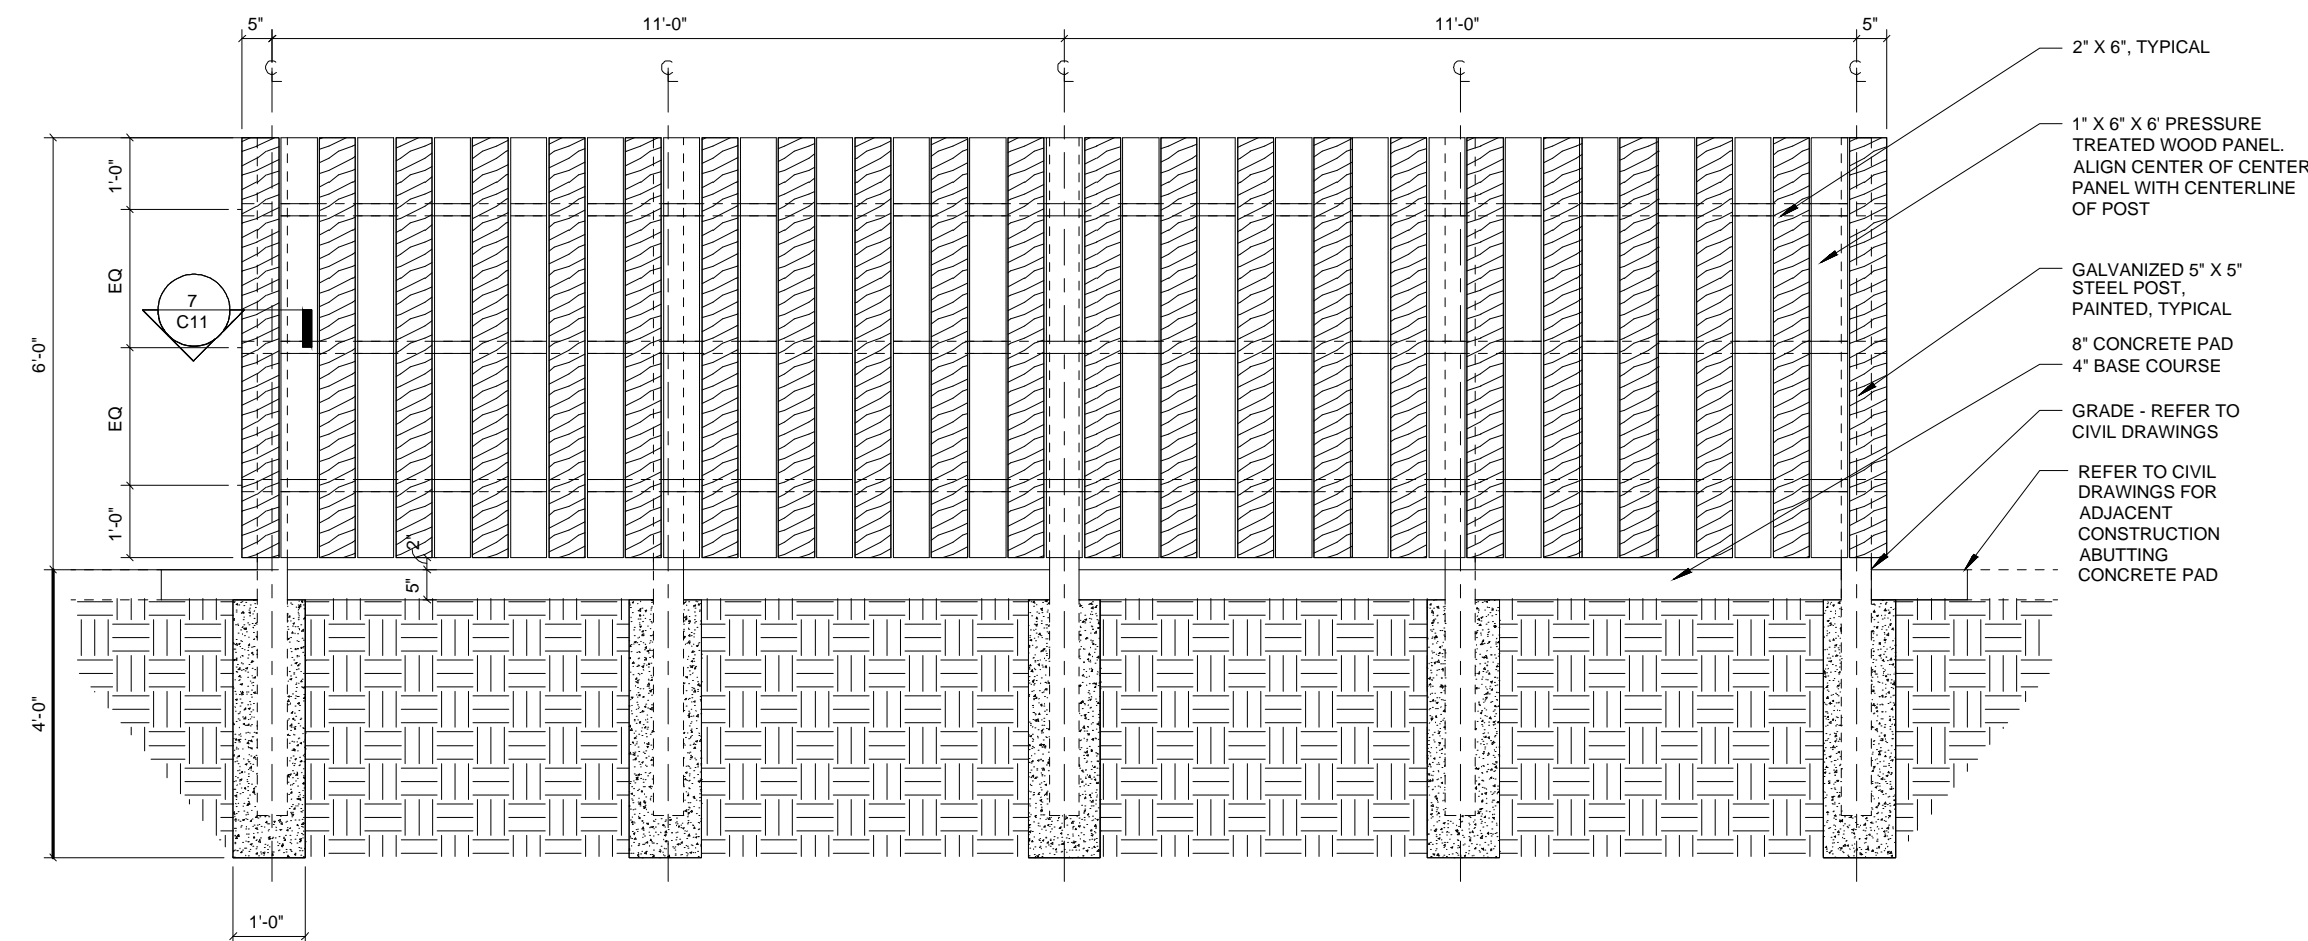 5"
11'-0"
11'-0"
5"
℄
℄
℄
℄
℄
2" X 6", TYPICAL
1" X 6" X 6' PRESSURE
TREATED WOOD PANEL.
ALIGN CENTER OF CENTER
PANEL WITH CENTERLINE
OF POST
GALVANIZED 5" X 5"
STEEL POST,
PAINTED, TYPICAL
8" CONCRETE PAD
4" BASE COURSE
GRADE - REFER TO
CIVIL DRAWINGS
REFER TO CIVIL
DRAWINGS FOR
ADJACENT
CONSTRUCTION
ABUTTING
CONCRETE PAD
1'-0"
EQ
7
C11
6'-0"
EQ
1'-0"
2"
5"
4'-0"
1'-0"